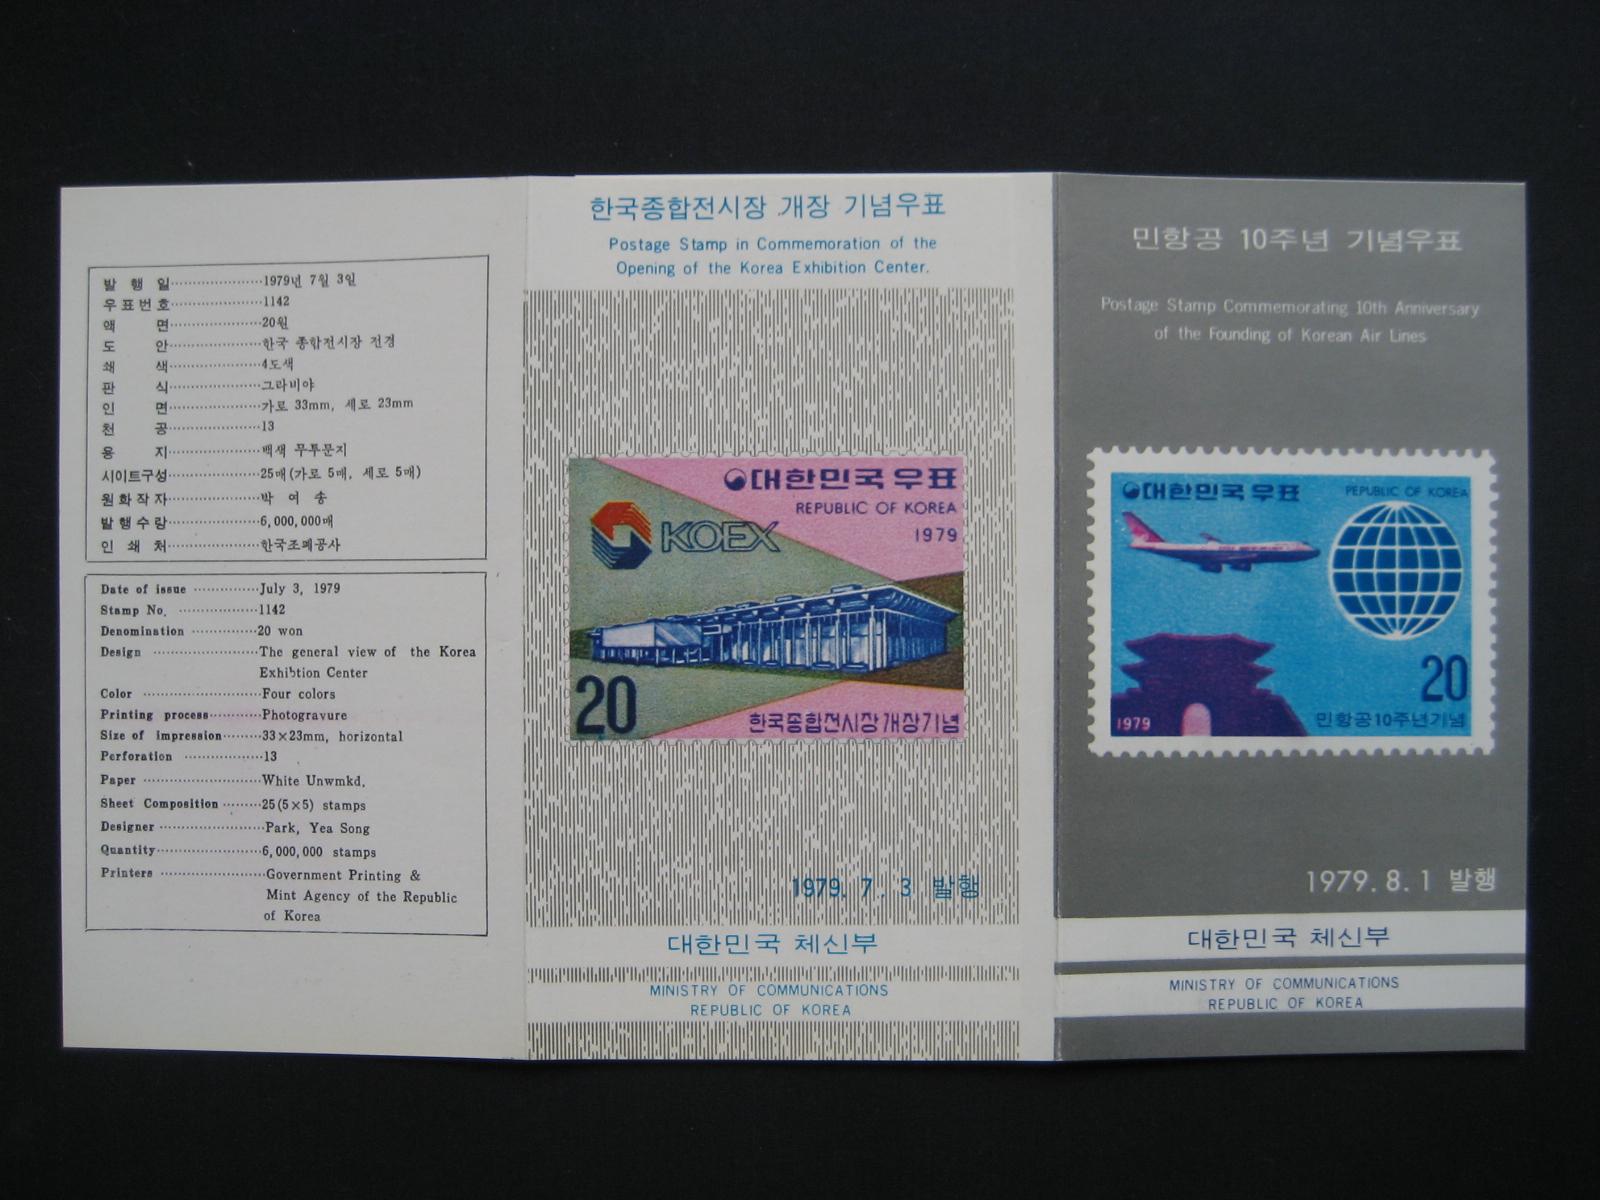 발행일 1979년 7월 3일
우표번호 1142
액면 20원
도안 한국 종합전시장 전경
쇄색 4도색
판식 그라비아
인면 가로 33mm, 세로 23mm
천공 13
용지 백색 무투문지
시이트구성 25매(가로 5매, 세로 5매)
원화작자 박여송
발행수량 6,000,000매
인쇄처 한국조폐공사
Date of issue July 3, 1979
Stamp No. 1142
Denomination 20 won
Design The general view of the Korea
Exhibtion Center
Color Four colors
Printing process Photogravure
Size of impression 33×23mm, horizontal
Perforation 13
Paper White Unwmkd.
Sheet Composition 25(5×5) stamps
Designer Park, Yea Song
Quantity 6,000,000 stamps
Printers Government Printing &
Mint Agency of the Republic
of Korea
한국종합전시장 개장 기념우표
Postage Stamp in Commemoration of the
Opening of the Korea Exhibition Center.
대한민국 우표
REPUBLIC OF KOREA
1979
KOEX
20
한국종합전시장개장기념
1979. 7. 3 발행
대한민국 체신부
MINISTRY OF COMMUNICATIONS
REPUBLIC OF KOREA
민항공 10주년 기념우표
Postage Stamp Commemorating 10th Anniversary
of the Founding of Korean Air Lines
대한민국 우표
PEPUBLIC OF KOREA
20
1979
민항공10주년기념
1979. 8. 1 발행
대한민국 체신부
MINISTRY OF COMMUNICATIONS
REPUBLIC OF KOREA